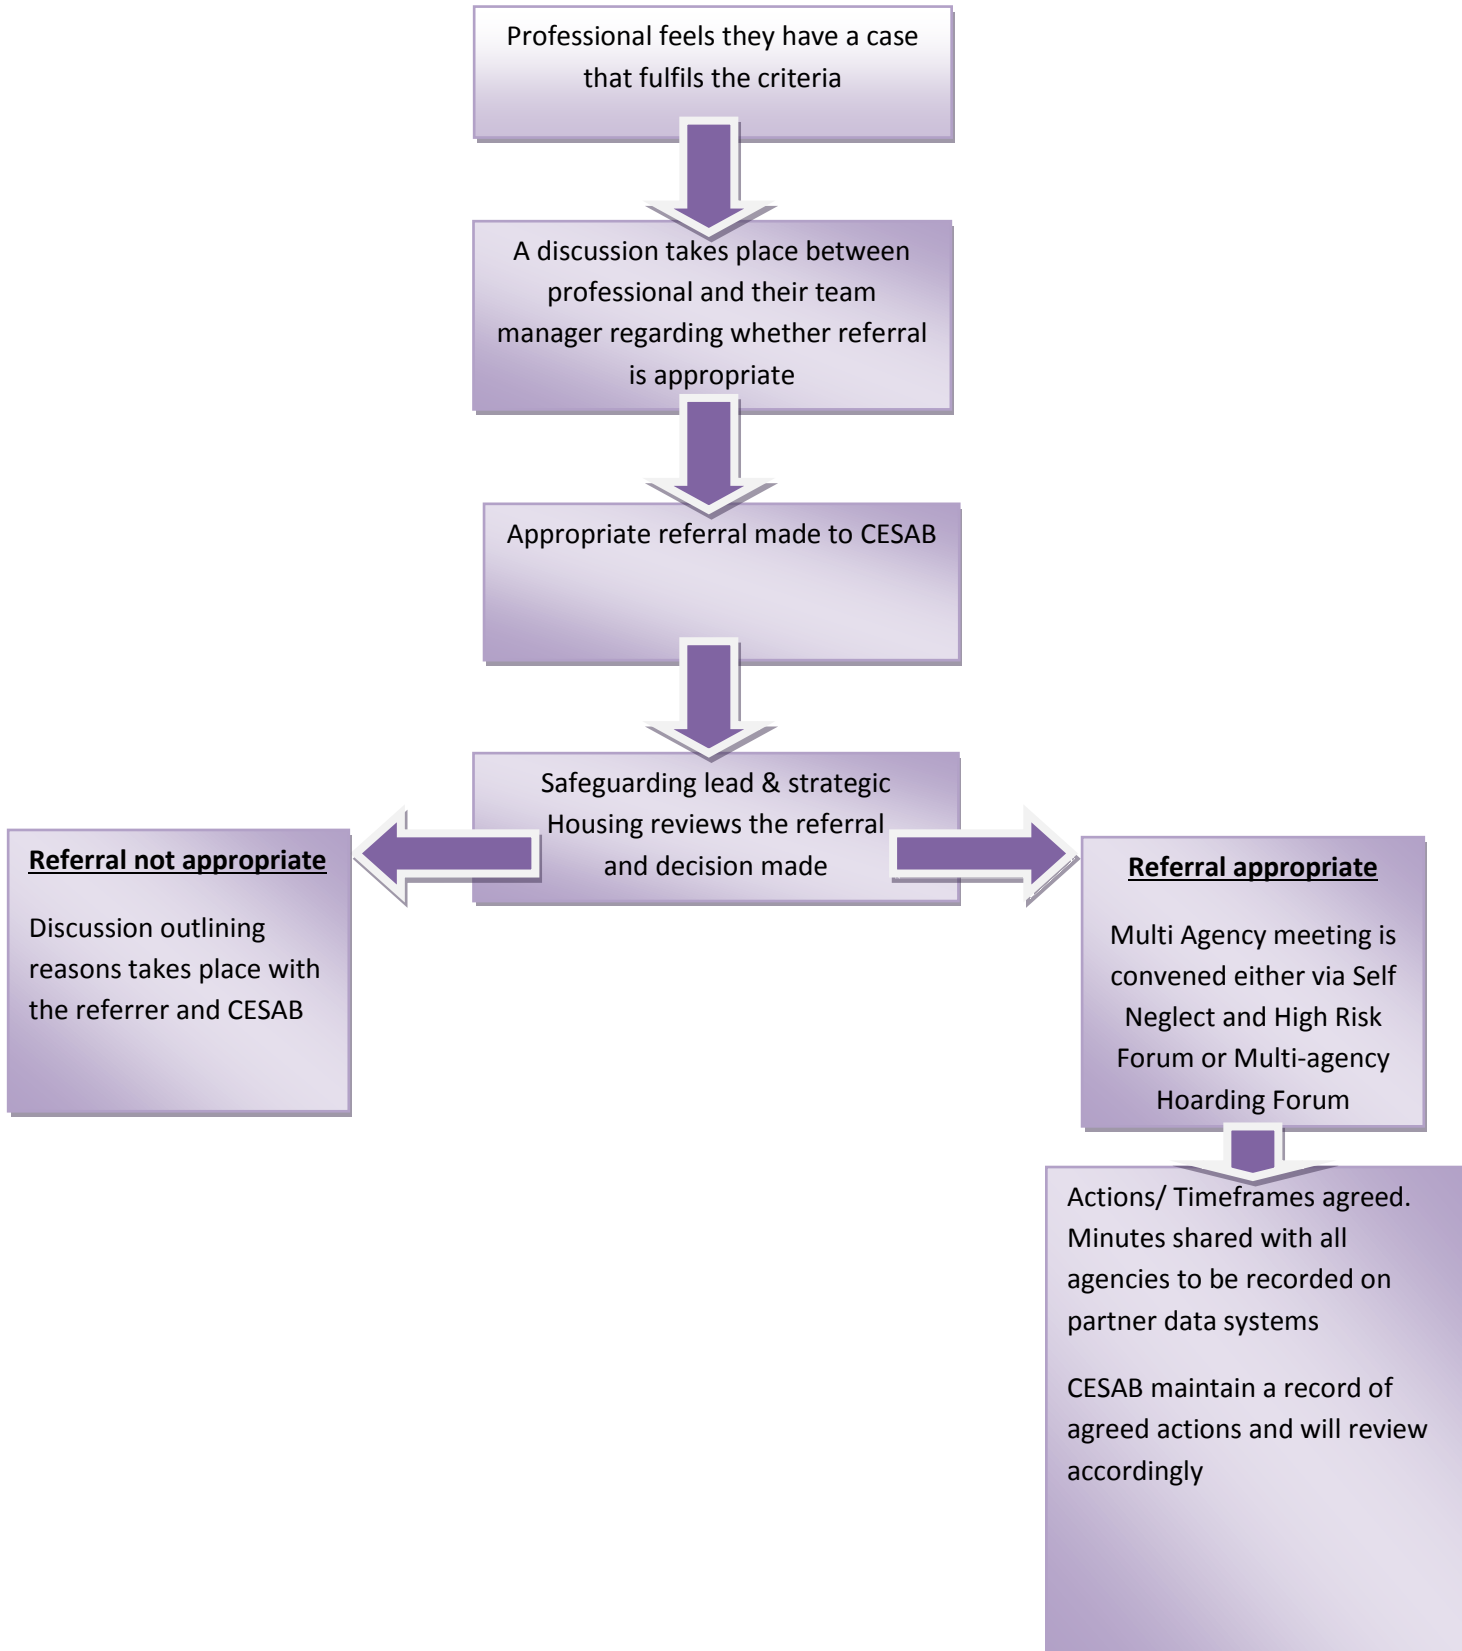 Professional feels they have a case
that fulfils the criteria
A discussion takes place between
professional and their team
manager regarding whether referral
is appropriate
Appropriate referral made to CESAB
Safeguarding lead & strategic
Housing reviews the referral
and decision made
Referral not appropriate
Discussion outlining
reasons takes place with
the referrer and CESAB
Referral appropriate
Multi Agency meeting is
convened either via Self
Neglect and High Risk
Forum or Multi-agency
Hoarding Forum
Actions/ Timeframes agreed.
Minutes shared with all
agencies to be recorded on
partner data systems
CESAB maintain a record of
agreed actions and will review
accordingly